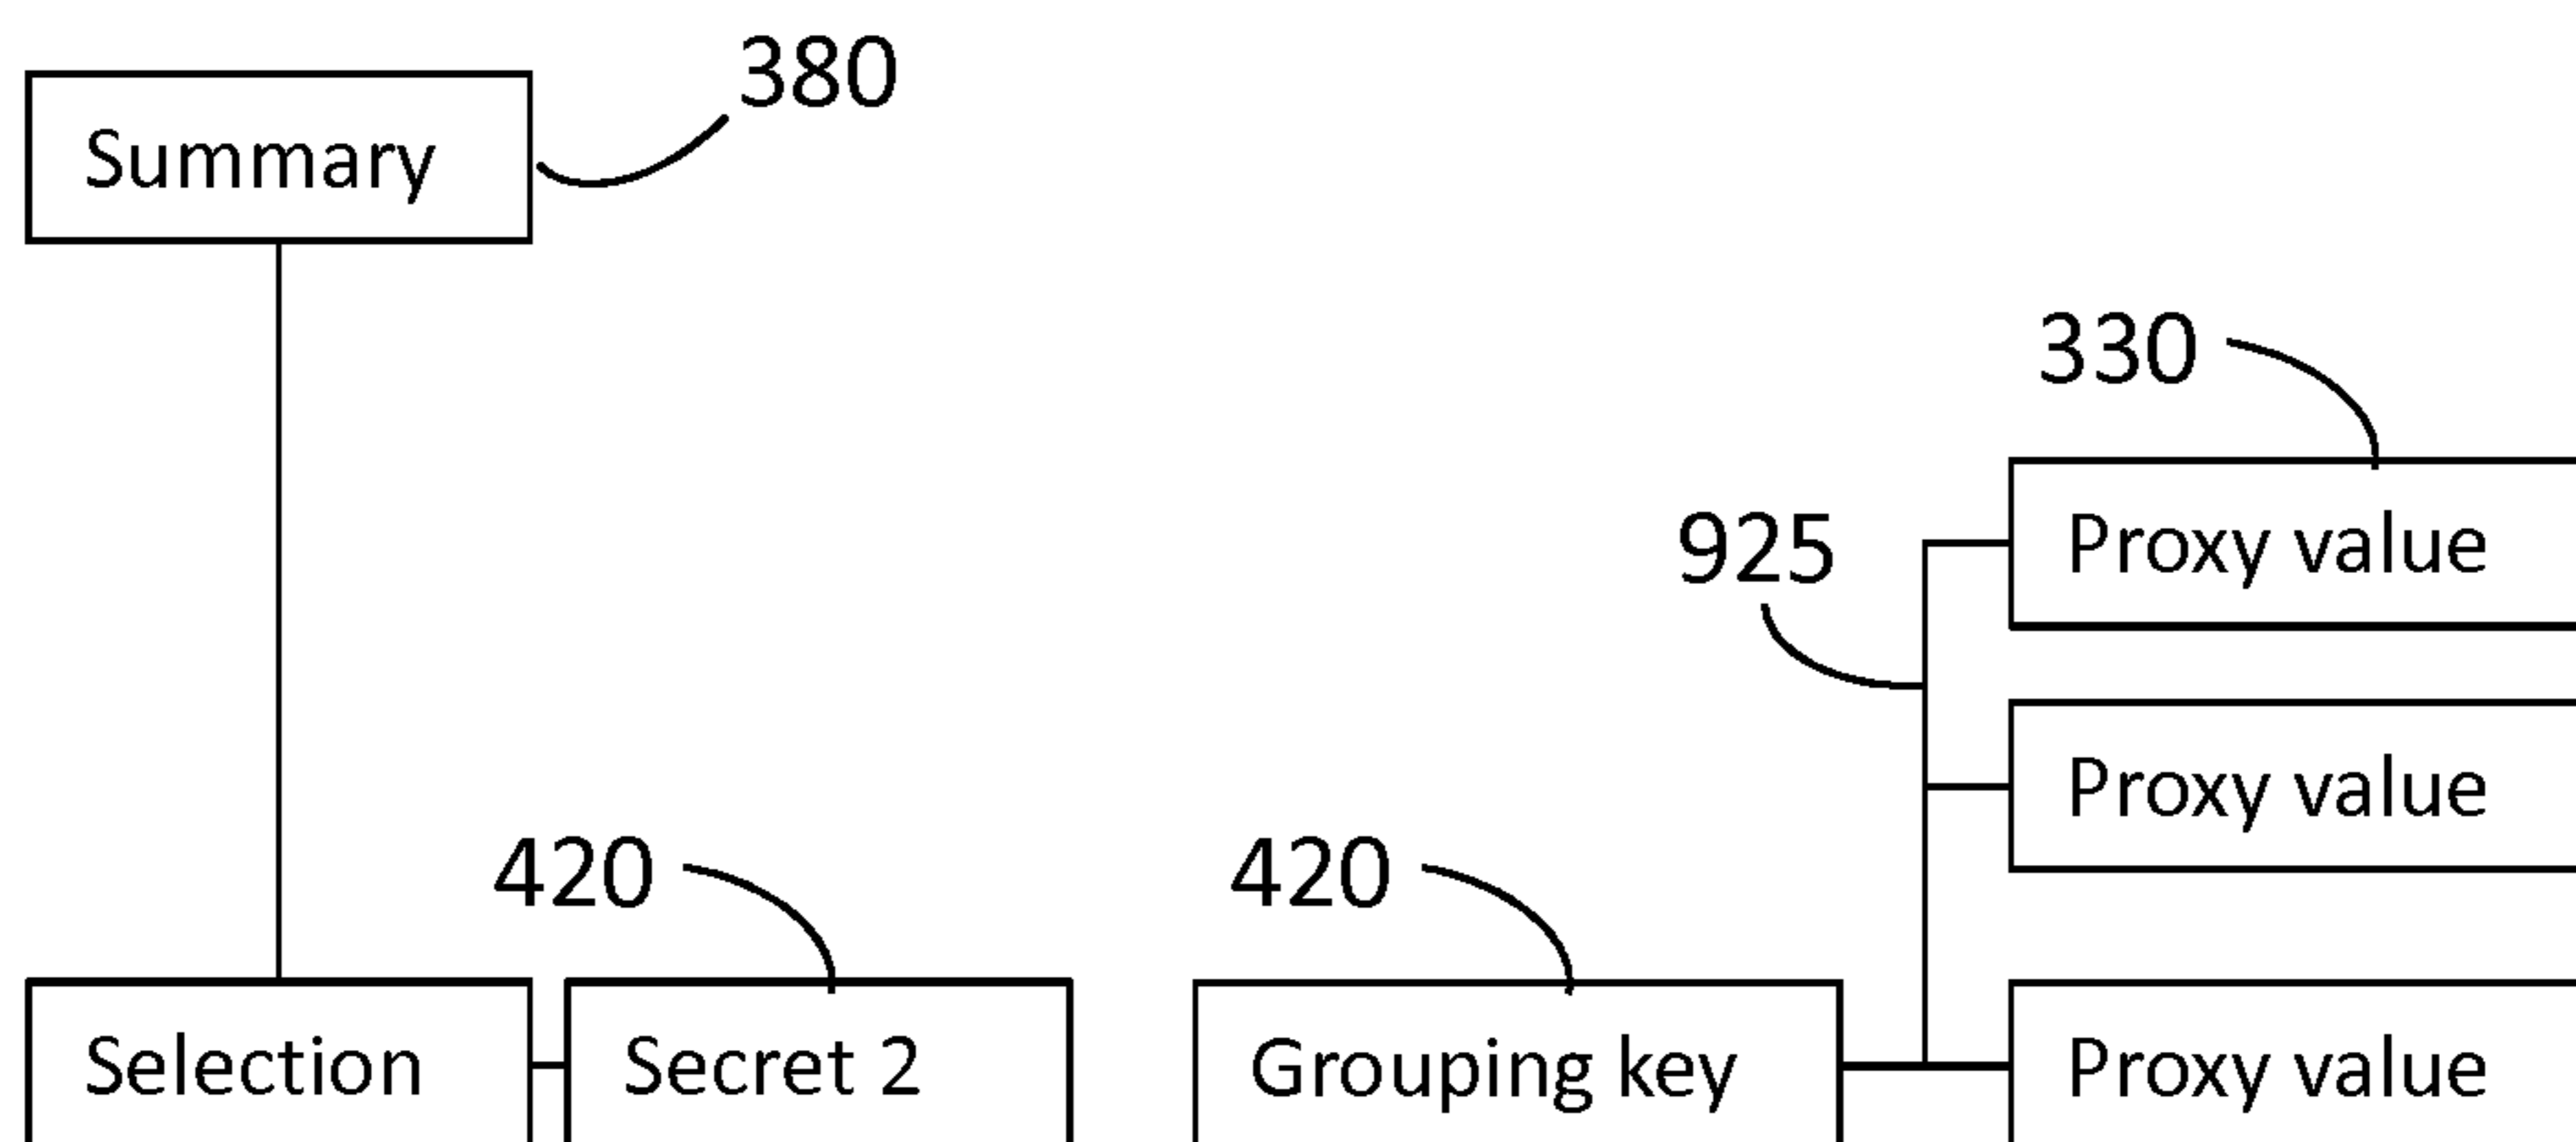 380
Summary
330
Proxy value
925
Proxy value
420
420
Selection
Secret 2
Grouping key
Proxy value